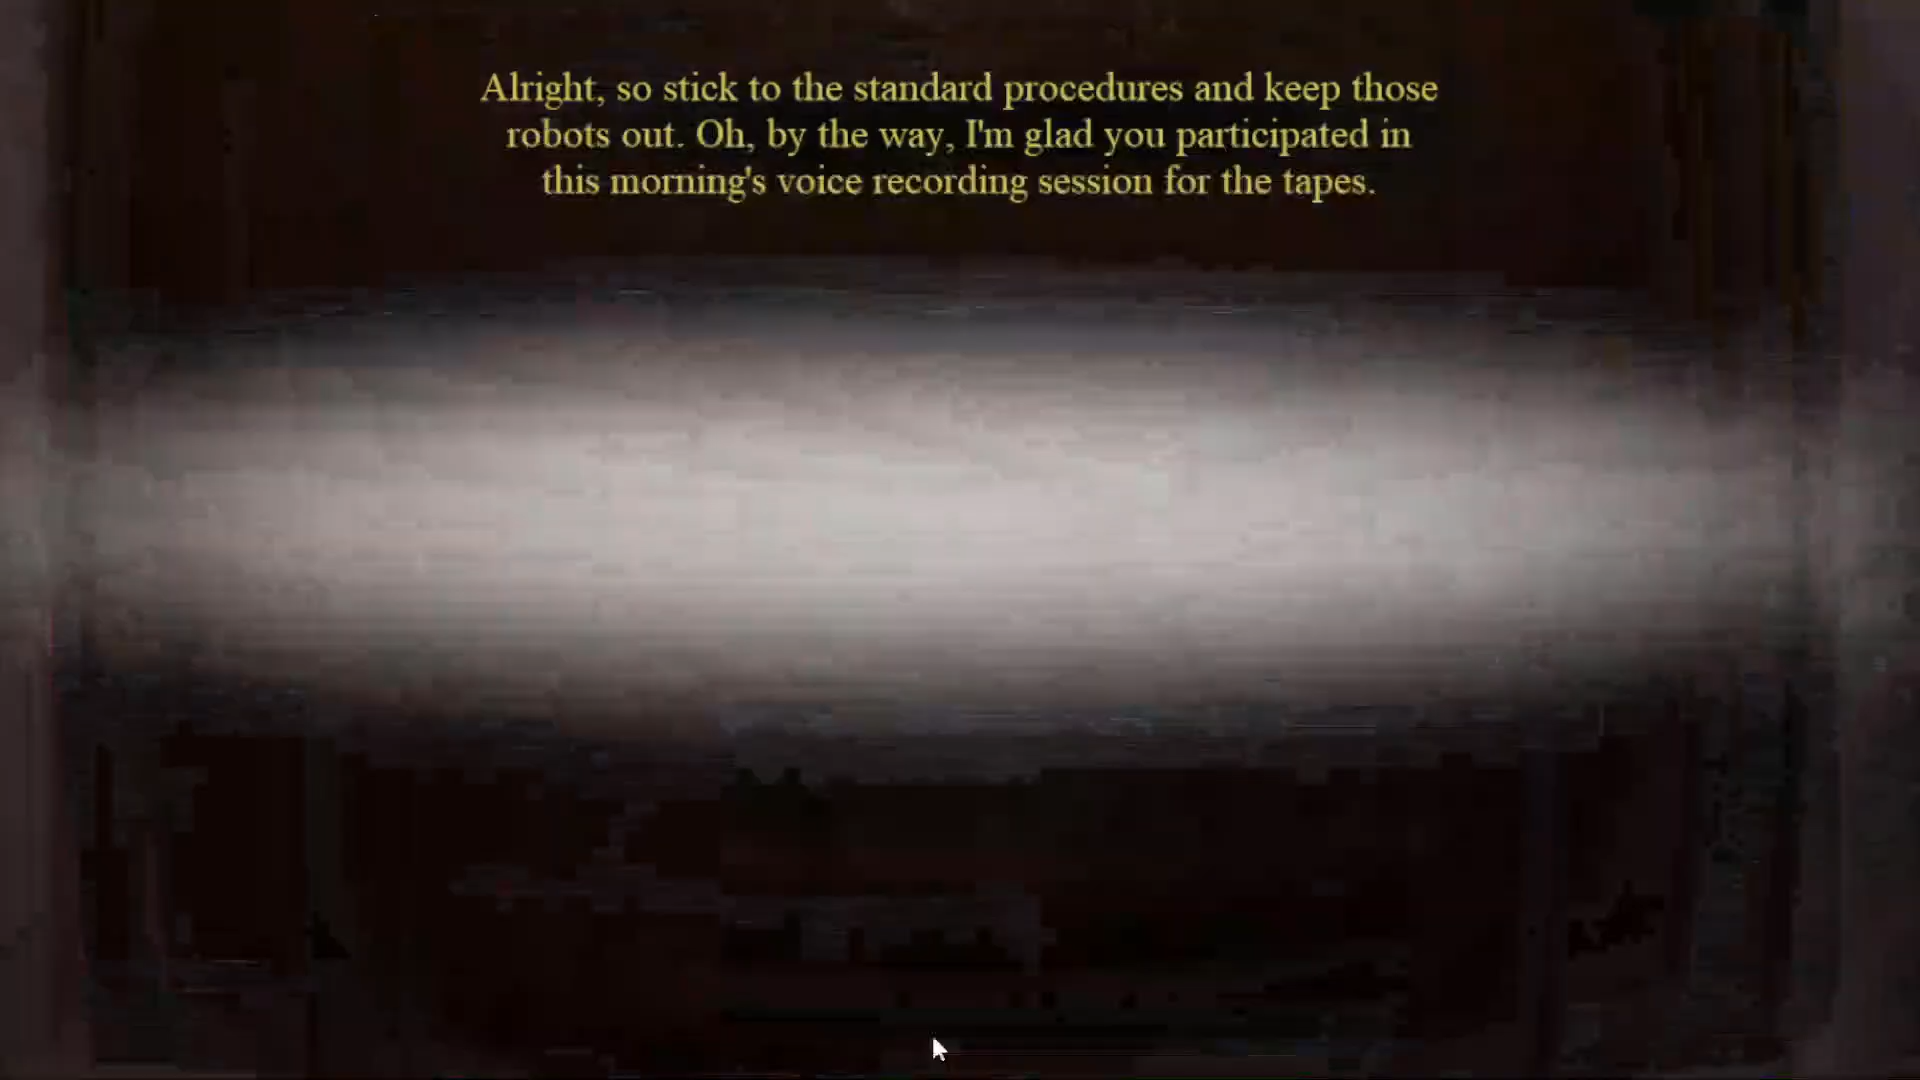 Alright, so stick to the standard procedures and keep those
robots out. Oh, by the way, I'm glad you participated in
this morning's voice recording session for the tapes.